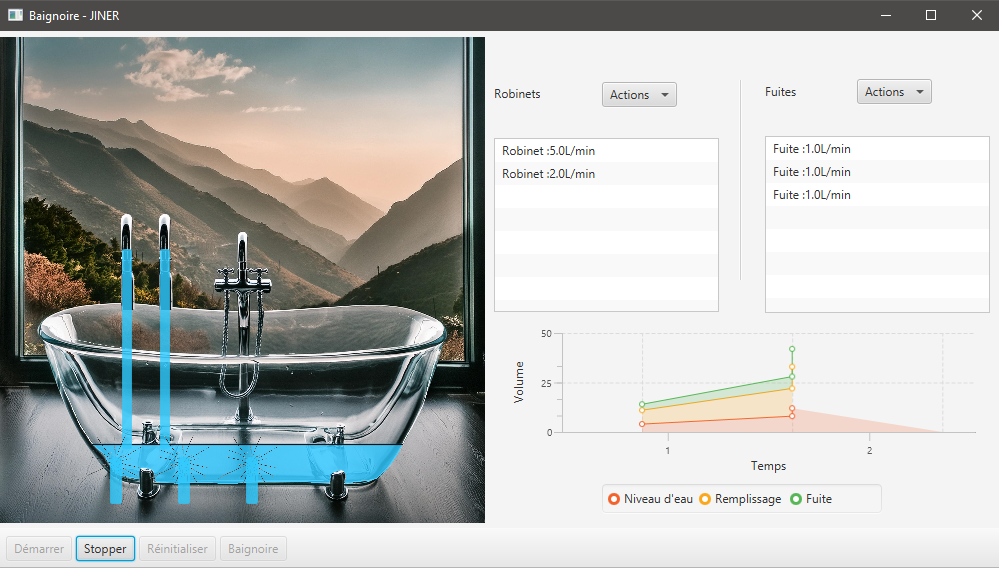 Baignoire - JINER
Robinets
Actions
Fuites
Actions
Robinet :5.0L/min
Robinet :2.0L/min
Fuite :1.0L/min
Fuite :1.0L/min
Fuite :1.0L/min
Volume
50
25
0
1
2
Temps
Niveau d'eau
Remplissage
Fuite
Démarrer
Stopper
Réinitialiser
Baignoire